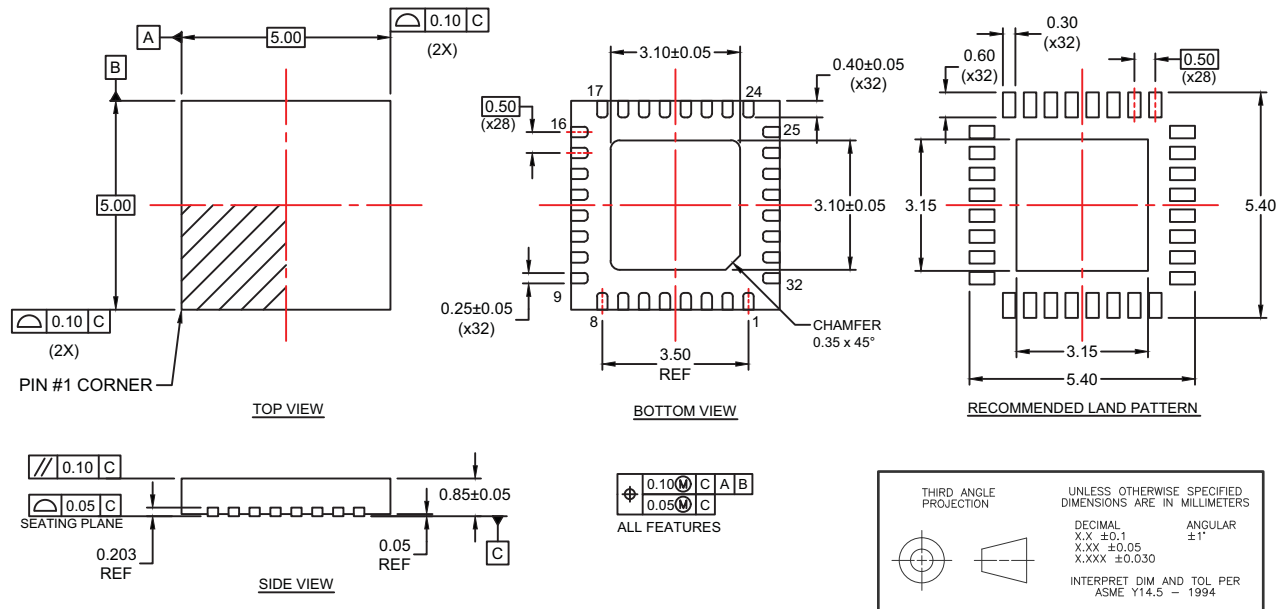 A
5.00
⌓ 0.10 C
(2X)
B
5.00
⌓ 0.10 C
(2X)
PIN #1 CORNER
TOP VIEW
3.10±0.05
0.40±0.05
(x32)
17
24
0.50
(x28)
16
25
3.10±0.05
0.25±0.05
(x32)
9
32
8
1
CHAMFER
0.35 x 45°
3.50
REF
BOTTOM VIEW
0.30
(x32)
0.60
(x32)
0.50
(x28)
3.15
5.40
3.15
5.40
RECOMMENDED LAND PATTERN
// 0.10 C
⌓ 0.05 C
SEATING PLANE
0.85±0.05
0.203
REF
0.05
REF
C
SIDE VIEW
⌖ 0.10Ⓜ C A B
0.05Ⓜ C
ALL FEATURES
THIRD ANGLE
PROJECTION
UNLESS OTHERWISE SPECIFIED
DIMENSIONS ARE IN MILLIMETERS
DECIMAL ANGULAR
X.X ±0.1 ±1°
X.XX ±0.05
X.XXX ±0.030
INTERPRET DIM AND TOL PER
ASME Y14.5 – 1994